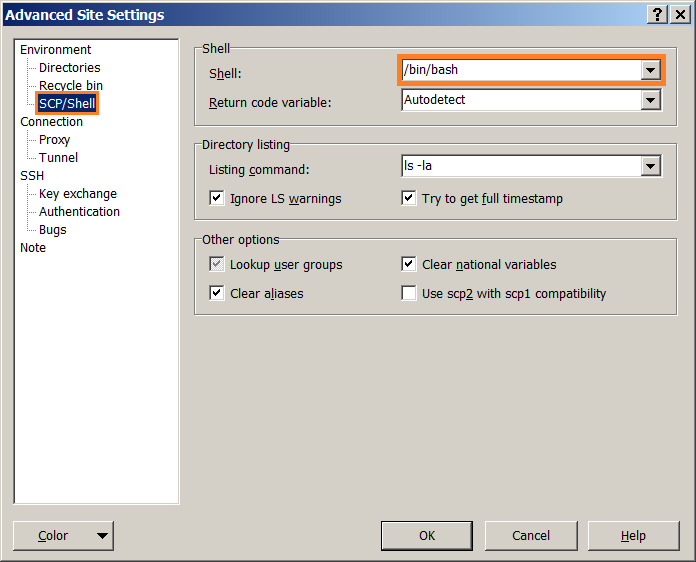 Advanced Site Settings
Environment
Directories
Recycle bin
SCP/Shell
Connection
Proxy
Tunnel
SSH
Key exchange
Authentication
Bugs
Note
Shell
Shell:
/bin/bash
Return code variable:
Autodetect
Directory listing
Listing command:
ls -la
Ignore LS warnings
Try to get full timestamp
Other options
Lookup user groups
Clear national variables
Clear aliases
Use scp2 with scp1 compatibility
Color
OK
Cancel
Help